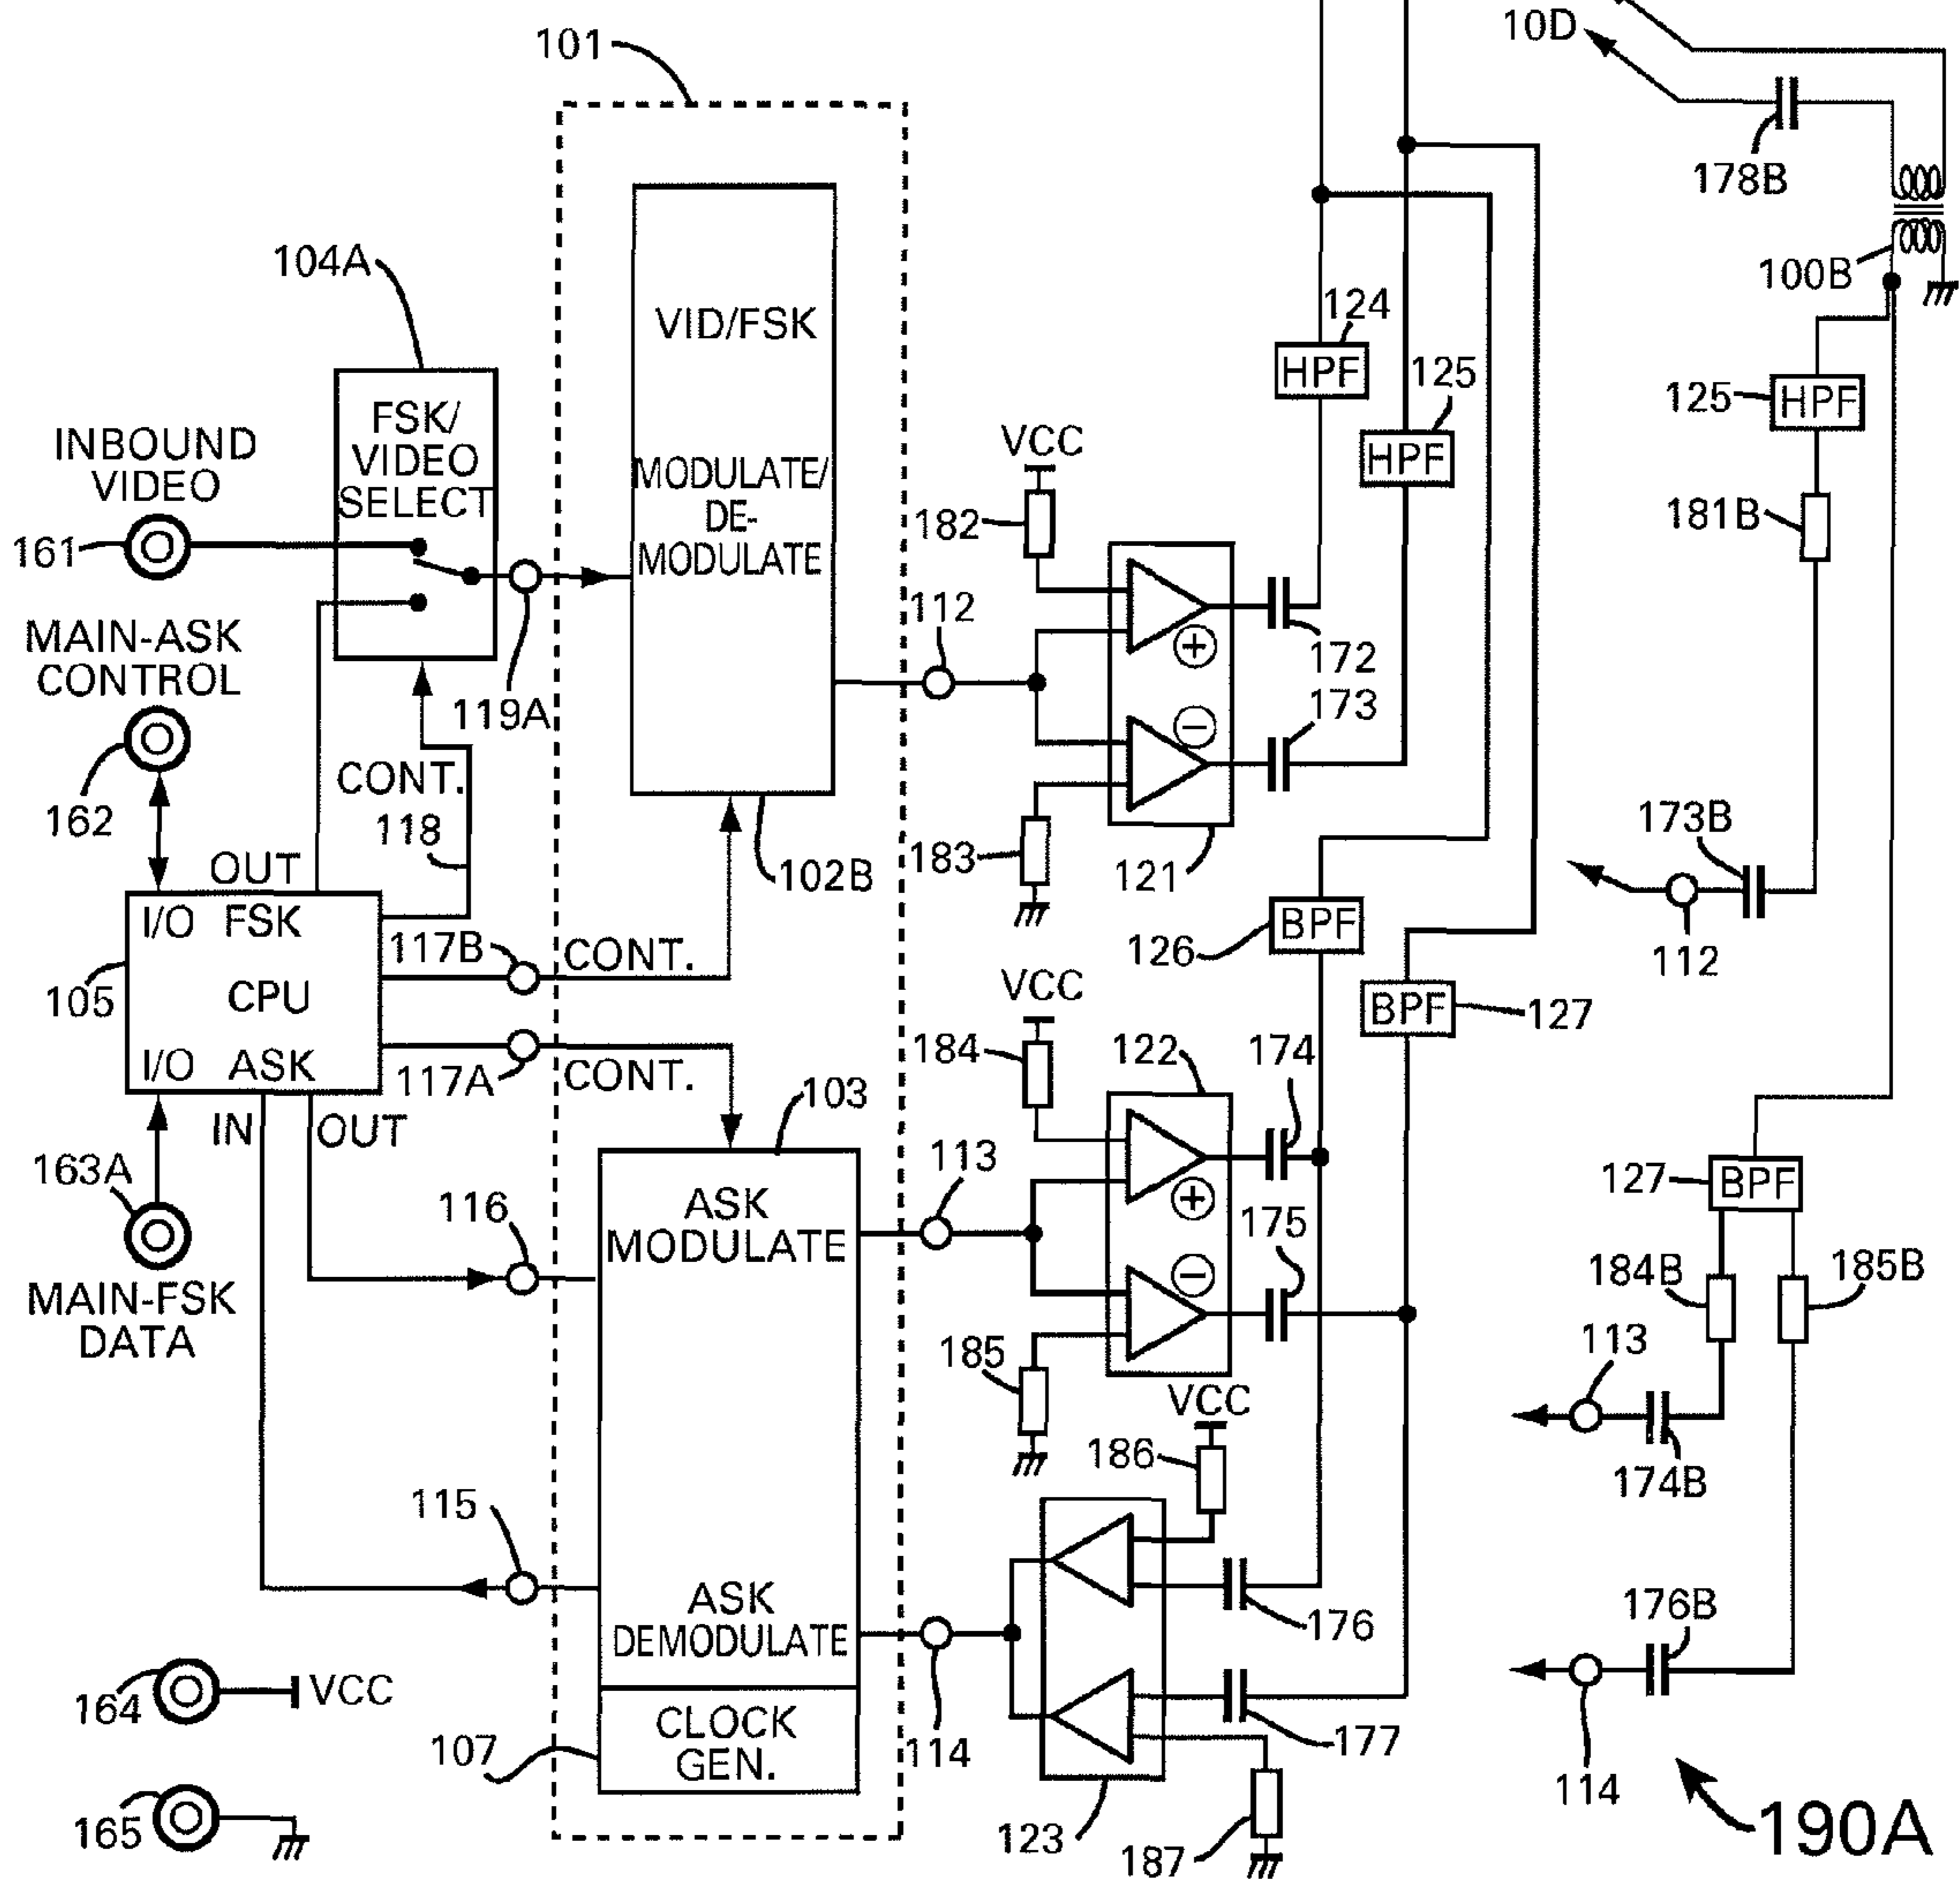 101
10D
178B
100B
104A
VID/FSK
MODULATE/
DE-
MODULATE
FSK/
VIDEO
SELECT
INBOUND
VIDEO
161
MAIN-ASK
CONTROL
162
119A
112
CONT.
118
OUT
I/O FSK
CPU
I/O ASK
105
117B
CONT.
102B
117A
CONT.
103
IN
OUT
163A
MAIN-FSK
DATA
116
ASK
MODULATE
115
ASK
DEMODULATE
CLOCK
GEN.
107
164
VCC
165
124
HPF
125
HPF
VCC
182
+
172
−
173
183
121
126
BPF
BPF
127
VCC
184
122
174
113
+
175
−
185
VCC
186
176
114
177
123
187
125
HPF
181B
173B
112
127
BPF
184B
185B
113
174B
176B
114
190A